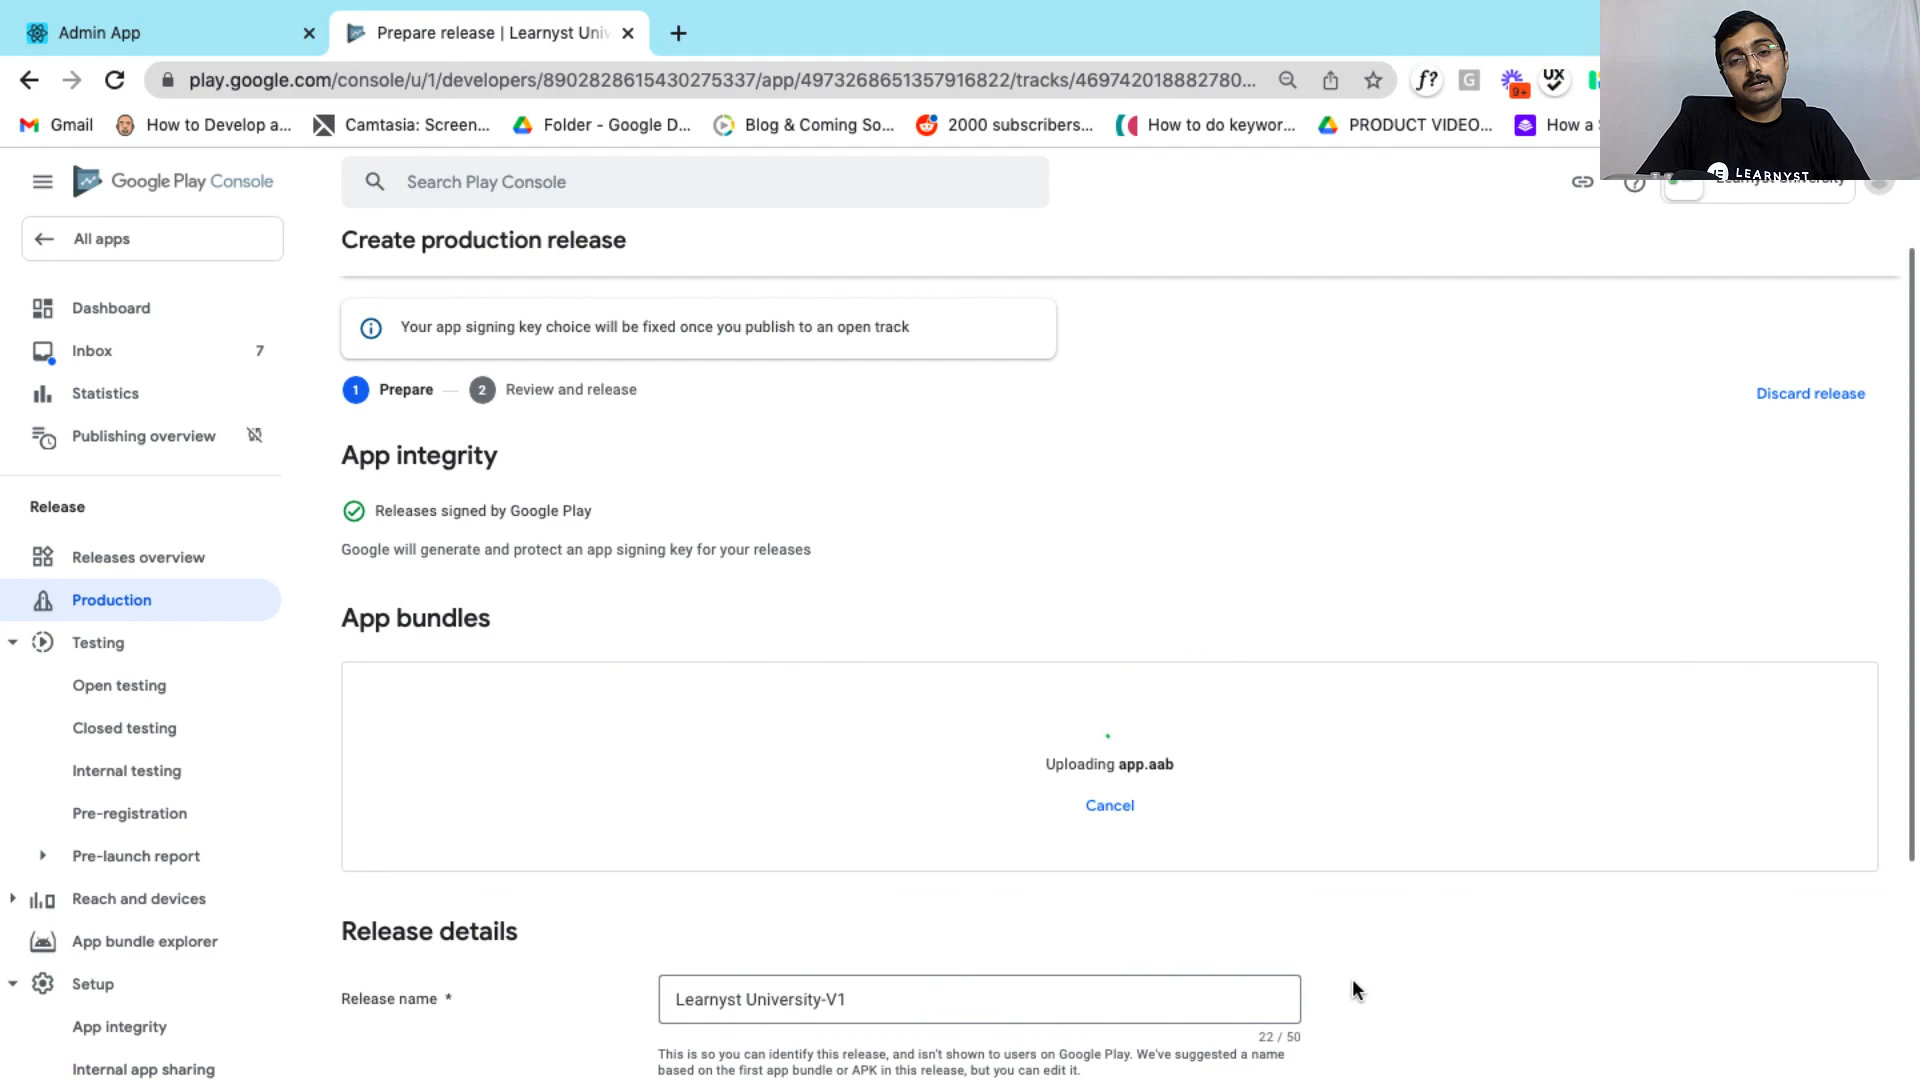 Admin App
Prepare release | Learnyst Univ
play.google.com/console/u/1/developers/8902828615430275337/app/4973268651357916822/tracks/469742018882780...
f?
G
9+
UX
Gmail
How to Develop a...
Camtasia: Screen...
Folder - Google D...
Blog & Coming So...
2000 subscribers...
How to do keywor...
PRODUCT VIDEO...
How a
LEARNYST
Google Play Console
Search Play Console
All apps
Create production release
Dashboard
Your app signing key choice will be fixed once you publish to an open track
Inbox 7
Statistics
1 Prepare
2 Review and release
Discard release
Publishing overview
App integrity
Release
Releases signed by Google Play
Google will generate and protect an app signing key for your releases
Releases overview
Production
App bundles
Testing
Open testing
Closed testing
Uploading app.aab
Internal testing
Cancel
Pre-registration
Pre-launch report
Reach and devices
Release details
App bundle explorer
Setup
Release name *
Learnyst University-V1
App integrity
22 / 50
This is so you can identify this release, and isn't shown to users on Google Play. We've suggested a name
based on the first app bundle or APK in this release, but you can edit it.
Internal app sharing